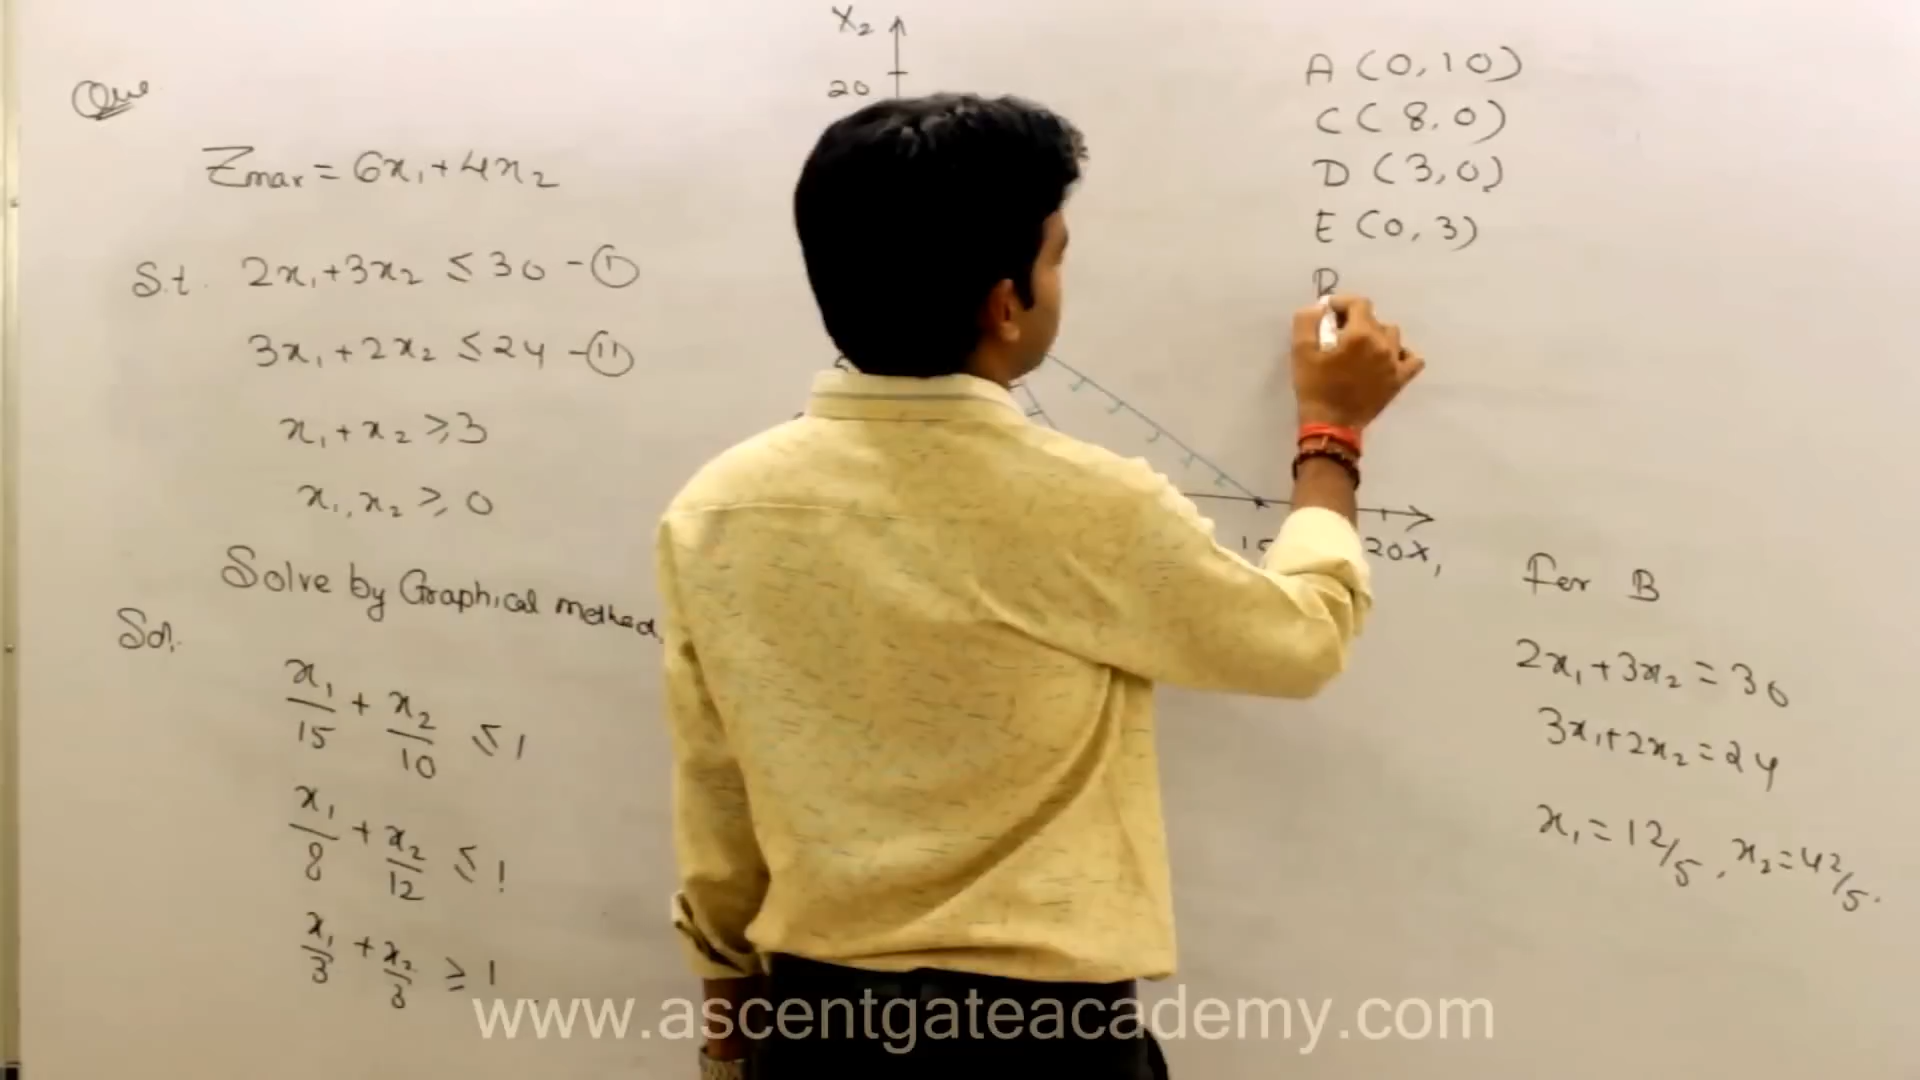 Que
Zmax = 6x₁+4x₂
S.t. 2x₁+3x₂ ≤ 30 - (I)
3x₁+2x₂ ≤ 24 - (II)
x₁+x₂ ≥ 3
x₁, x₂ ≥ 0
Solve by Graphical method.
Sol.
x₁/15 + x₂/10 ≤ 1
x₁/8 + x₂/12 ≤ 1
x₁/3 + x₂/3 ≥ 1
X₂
20
20 X₁
A (0,10)
C (8,0)
D (3,0)
E (0,3)
For B
2x₁+3x₂ = 30
3x₁+2x₂ = 24
x₁ = 12/5, x₂ = 42/5.
www.ascentgateacademy.com